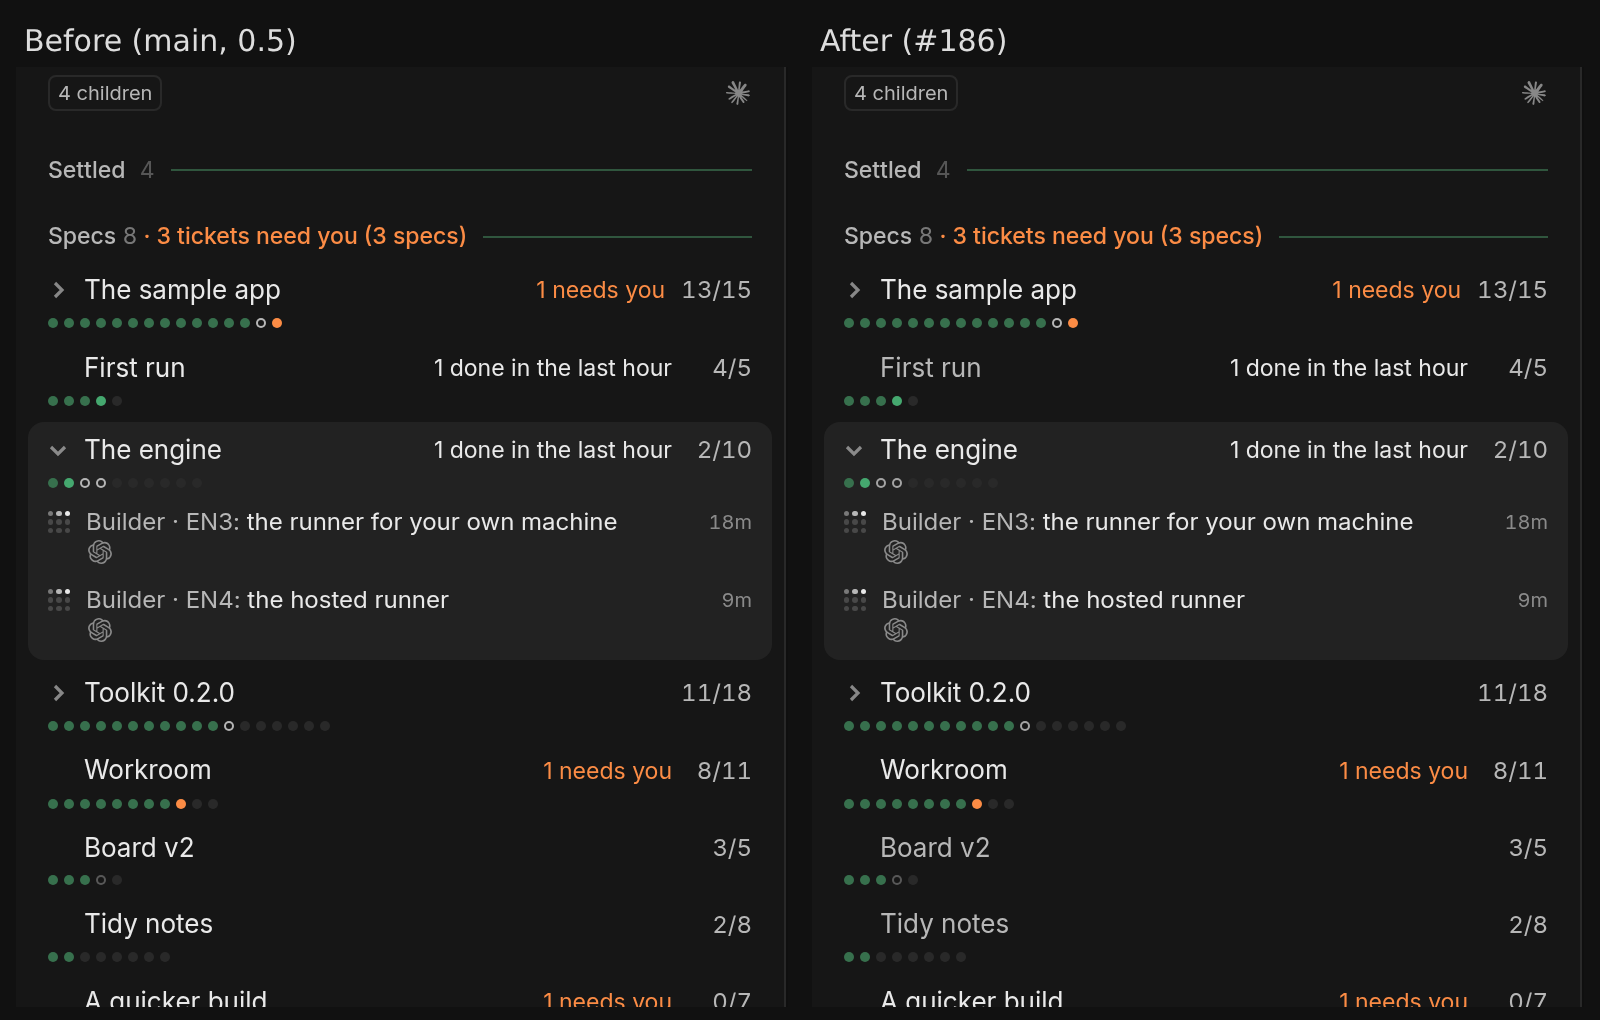 Before (main, 0.5)
4 children
Settled 4
Specs 8 · 3 tickets need you (3 specs)
The sample app 1 needs you 13/15
First run 1 done in the last hour 4/5
The engine 1 done in the last hour 2/10
Builder · EN3: the runner for your own machine 18m
Builder · EN4: the hosted runner 9m
Toolkit 0.2.0 11/18
Workroom 1 needs you 8/11
Board v2 3/5
Tidy notes 2/8
A quicker build 1 needs you 0/7
After (#186)
4 children
Settled 4
Specs 8 · 3 tickets need you (3 specs)
The sample app 1 needs you 13/15
First run 1 done in the last hour 4/5
The engine 1 done in the last hour 2/10
Builder · EN3: the runner for your own machine 18m
Builder · EN4: the hosted runner 9m
Toolkit 0.2.0 11/18
Workroom 1 needs you 8/11
Board v2 3/5
Tidy notes 2/8
A quicker build 1 needs you 0/7